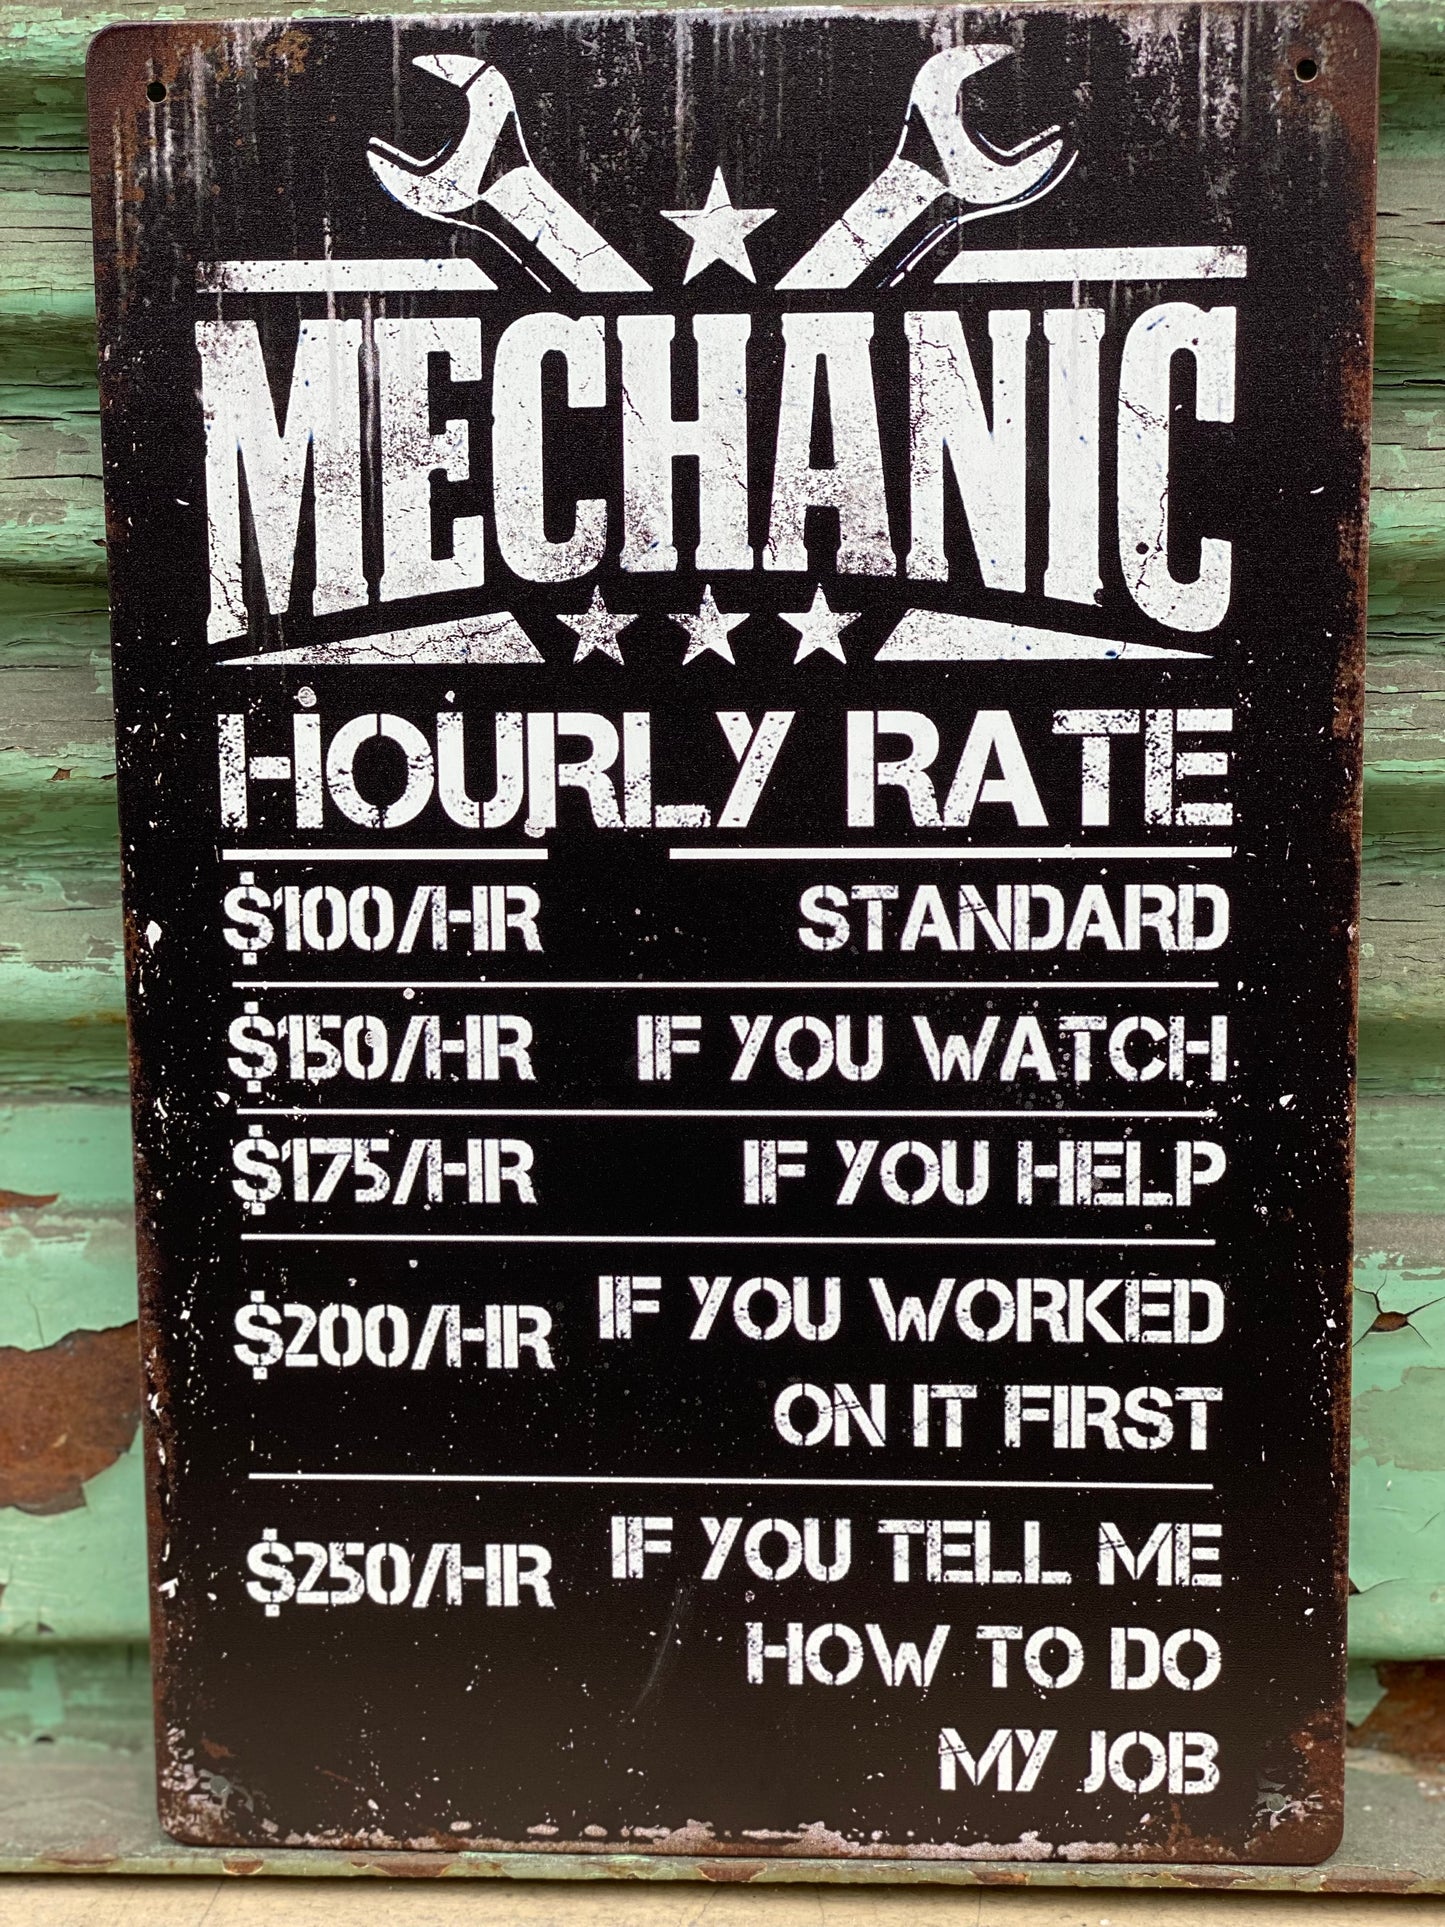 MECHANIC
HOURLY RATE
$100/HR STANDARD
$150/HR IF YOU WATCH
$175/HR IF YOU HELP
$200/HR IF YOU WORKED
ON IT FIRST
$250/HR IF YOU TELL ME
HOW TO DO
MY JOB